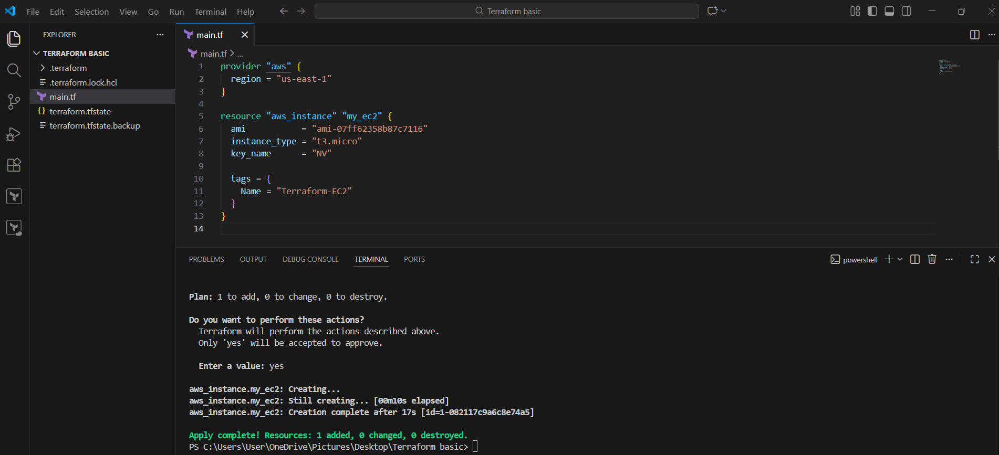 File Edit Selection View Go Run Terminal Help
Terraform basic
EXPLORER
TERRAFORM BASIC
.terraform
.terraform.lock.hcl
main.tf
terraform.tfstate
terraform.tfstate.backup
main.tf
main.tf > ...
1 provider "aws" {
2 region = "us-east-1"
3 }
4
5 resource "aws_instance" "my_ec2" {
6 ami = "ami-07ff62358b87c7116"
7 instance_type = "t3.micro"
8 key_name = "NV"
9
10 tags = {
11 Name = "Terraform-EC2"
12 }
13 }
14
PROBLEMS OUTPUT DEBUG CONSOLE TERMINAL PORTS
powershell
Plan: 1 to add, 0 to change, 0 to destroy.
Do you want to perform these actions?
Terraform will perform the actions described above.
Only 'yes' will be accepted to approve.
Enter a value: yes
aws_instance.my_ec2: Creating...
aws_instance.my_ec2: Still creating... [00m10s elapsed]
aws_instance.my_ec2: Creation complete after 17s [id=i-082117c9a6c8e74a5]
Apply complete! Resources: 1 added, 0 changed, 0 destroyed.
PS C:\Users\User\OneDrive\Pictures\Desktop\Terraform basic>